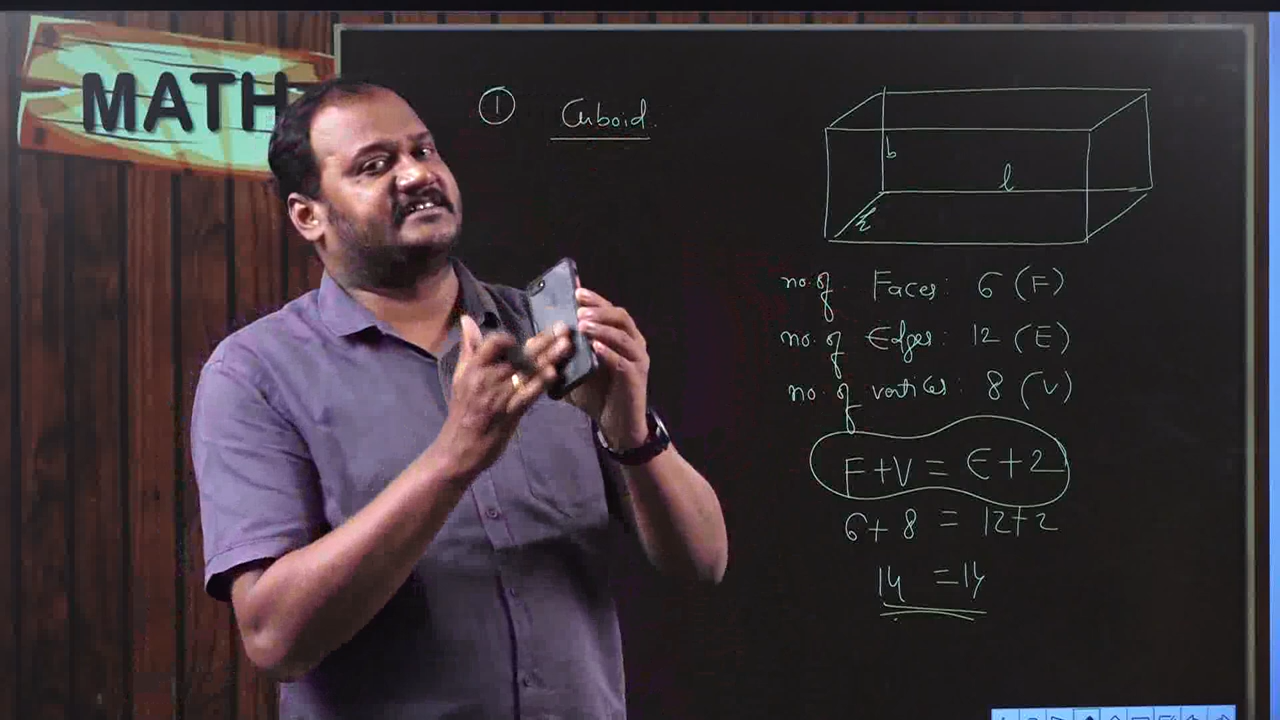 MATH
① Cuboid.
b
l
h
no. of Faces: 6 (F)
no. of Edges: 12 (E)
no. of vertices: 8 (V)
F+V = E+2
6+8 = 12+2
14 = 14